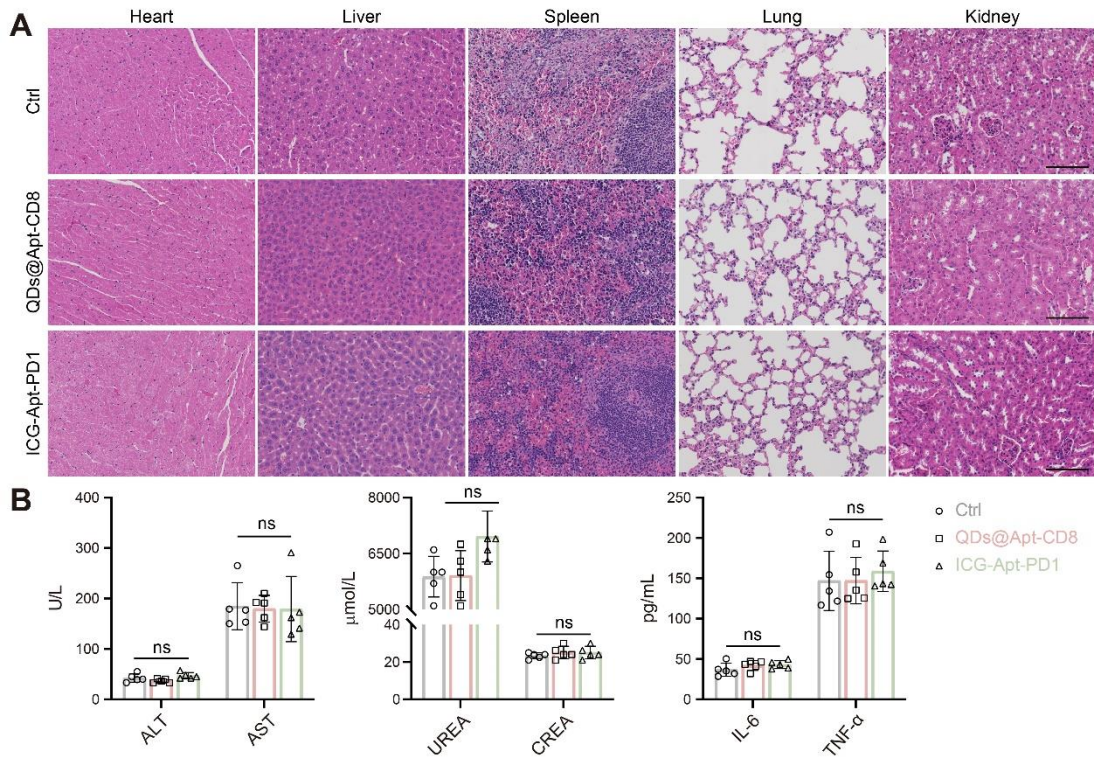 A
Heart Liver Spleen Lung Kidney
Ctrl
QDs@Apt-CD8
ICG-Apt-PD1
B
400
300
200
100
0
U/L
ns
ns
ALT
AST
8000
6500
5000
40
20
0
μmol/L
ns
ns
UREA
CREA
250
200
150
100
50
0
pg/mL
ns
ns
IL-6
TNF-α
Ctrl
QDs@Apt-CD8
ICG-Apt-PD1